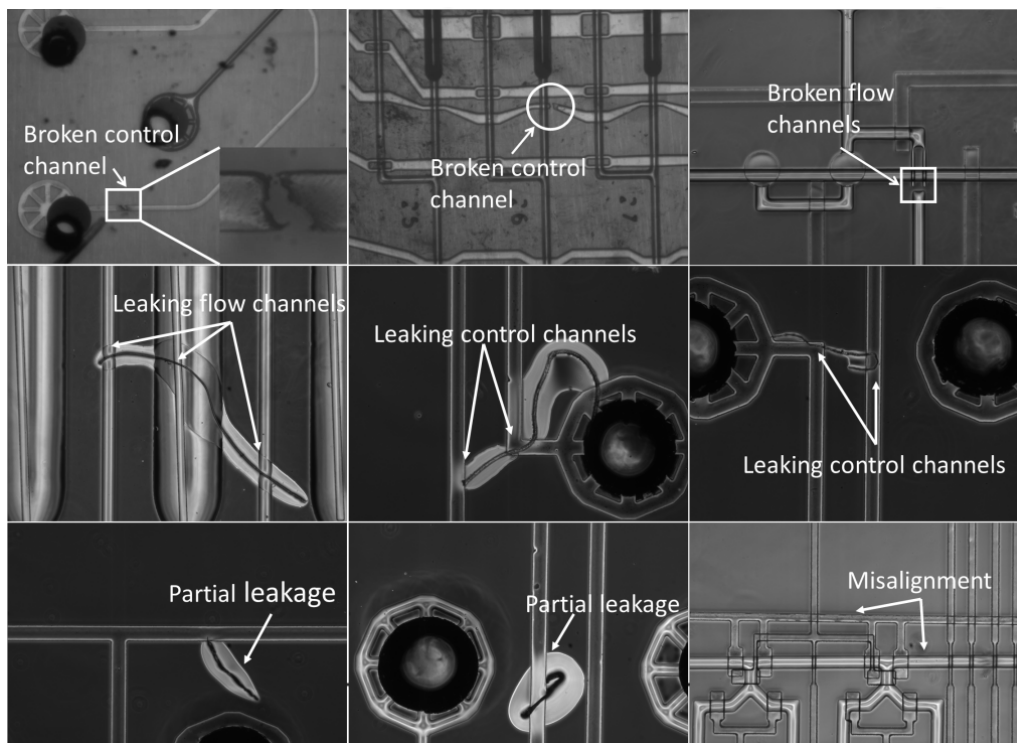 Broken control
channel
Broken control
channel
Broken flow
channels
Leaking flow channels
Leaking control channels
Leaking control channels
Partial leakage
Partial leakage
Misalignment